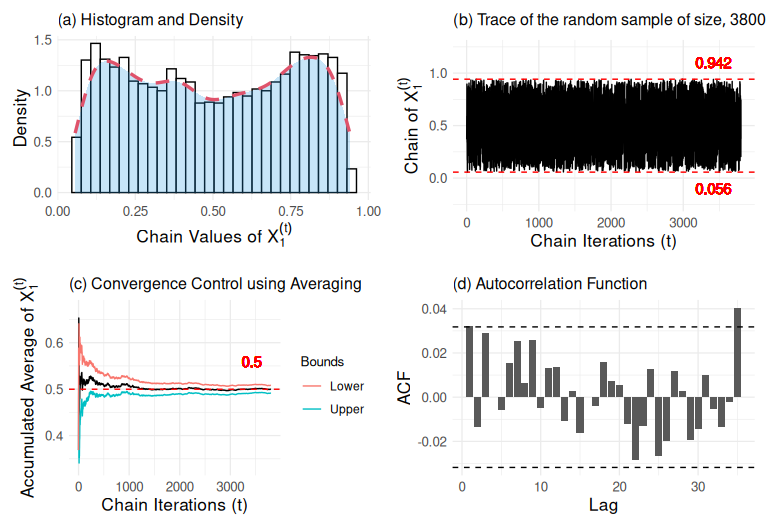 (a) Histogram and Density
1.5
1.0
0.5
0.0
Density
0.00 0.25 0.50 0.75 1.00
Chain Values of X₁⁽ᵗ⁾
(b) Trace of the random sample of size, 3800
0.942
1.0
0.5
0.0
Chain of X₁⁽ᵗ⁾
0.056
0 1000 2000 3000
Chain Iterations (t)
(c) Convergence Control using Averaging
0.6
0.5
0.4
Accumulated Average of X₁⁽ᵗ⁾
0.5
Bounds
Lower
Upper
0 1000 2000 3000
Chain Iterations (t)
(d) Autocorrelation Function
0.04
0.02
0.00
-0.02
ACF
0 10 20 30
Lag